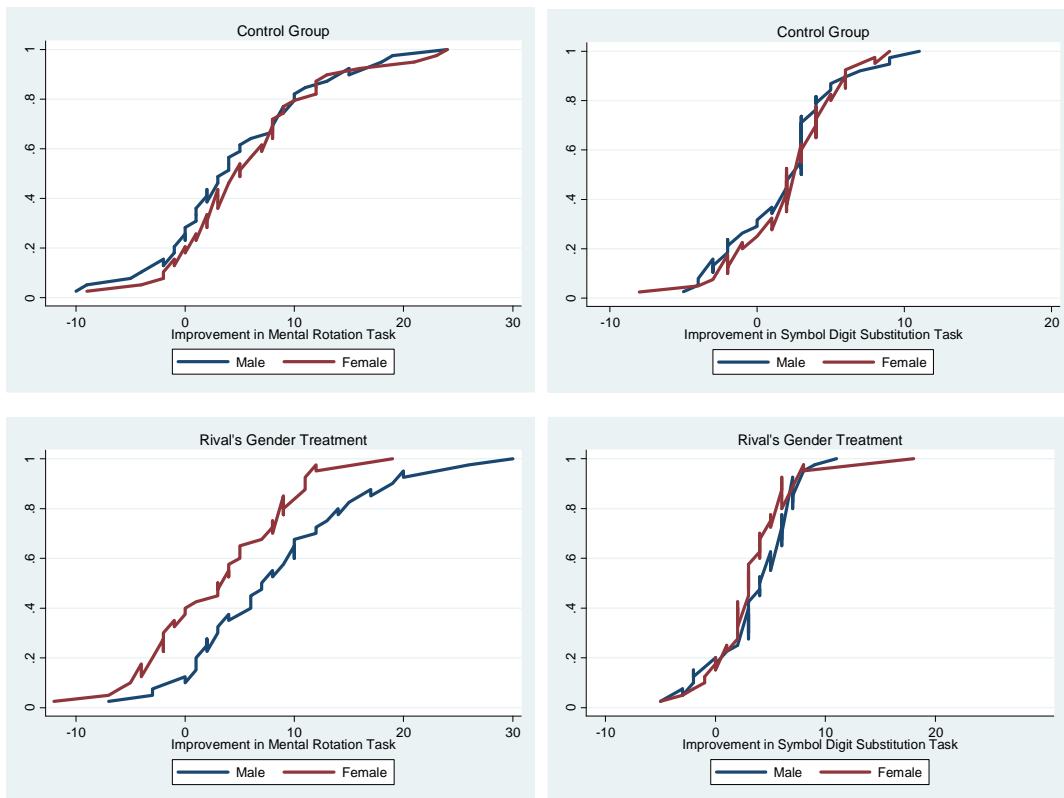 Control Group
1
.8
.6
.4
.2
0
-10 0 10 20 30
Improvement in Mental Rotation Task
Male Female
Control Group
1
.8
.6
.4
.2
0
-10 0 10 20
Improvement in Symbol Digit Substitution Task
Male Female
Rival's Gender Treatment
1
.8
.6
.4
.2
0
-10 0 10 20 30
Improvement in Mental Rotation Task
Male Female
Rival's Gender Treatment
1
.8
.6
.4
.2
0
-10 0 10 20
Improvement in Symbol Digit Substitution Task
Male Female